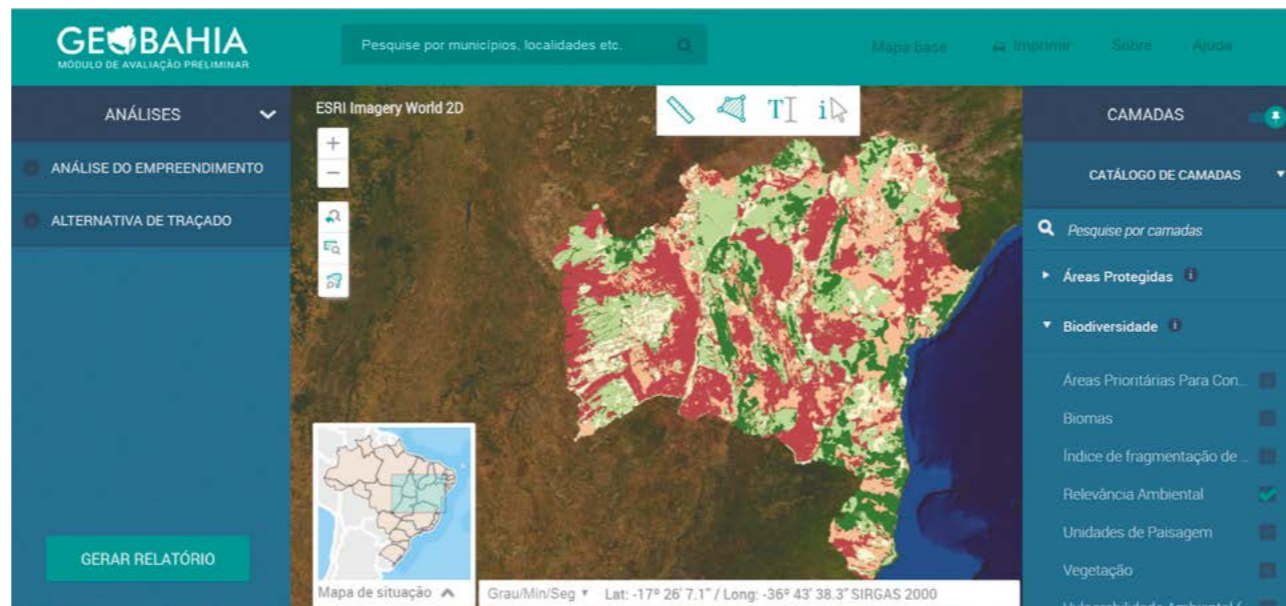 GEOBAHIA
MÓDULO DE AVALIAÇÃO PRELIMINAR
Pesquise por municípios, localidades etc.
Mapa base
Imprimir
Sobre
Ajuda
ANÁLISES
ANÁLISE DO EMPREENDIMENTO
ALTERNATIVA DE TRAÇADO
GERAR RELATÓRIO
ESRI Imagery World 2D
+
−
T
i
Mapa de situação
Grau/Min/Seg
Lat: -17º 26' 7.1" / Long: -36º 43' 38.3" SIRGAS 2000
CAMADAS
CATÁLOGO DE CAMADAS
Pesquise por camadas
Áreas Protegidas i
Biodiversidade i
Áreas Prioritárias Para Con...
Biomas
Índice de fragmentação de ...
Relevância Ambiental
Unidades de Paisagem
Vegetação